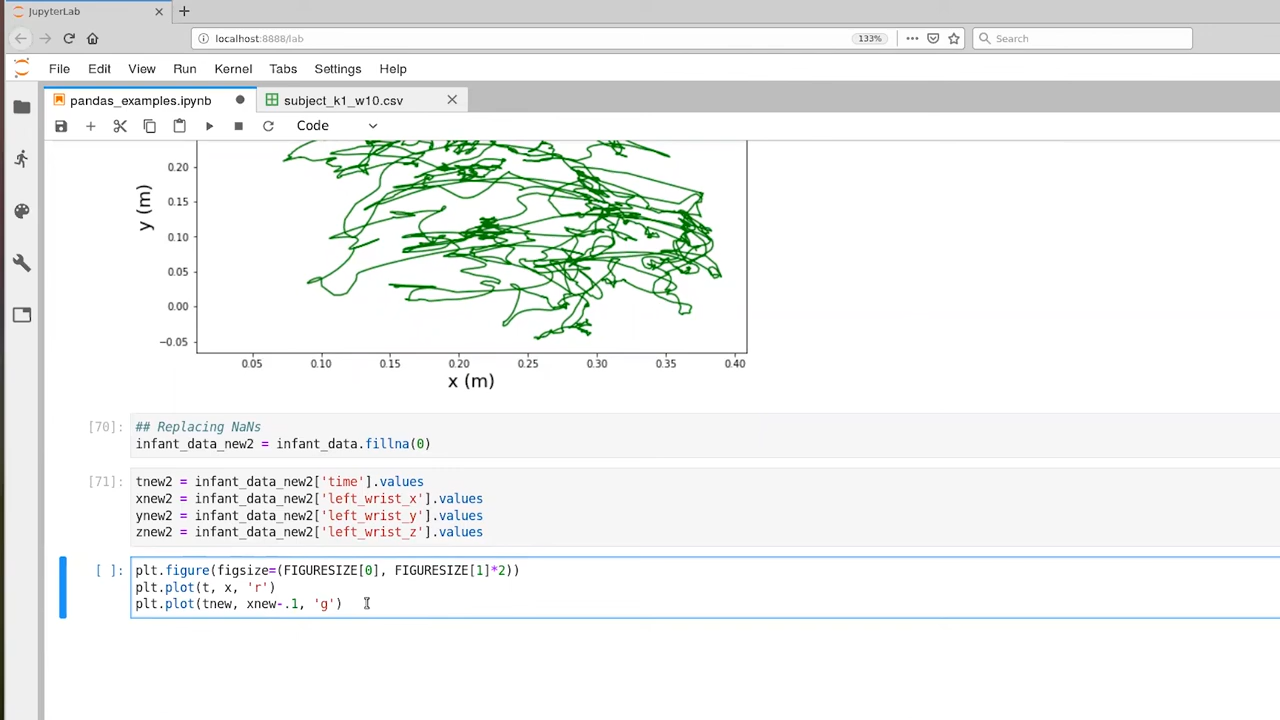 JupyterLab
localhost:8888/lab
133%
Search
File Edit View Run Kernel Tabs Settings Help
pandas_examples.ipynb
subject_k1_w10.csv
Code
0.20
0.15
0.10
0.05
0.00
−0.05
y (m)
0.05 0.10 0.15 0.20 0.25 0.30 0.35 0.40
x (m)
[70]:
## Replacing NaNs
infant_data_new2 = infant_data.fillna(0)
[71]:
tnew2 = infant_data_new2['time'].values
xnew2 = infant_data_new2['left_wrist_x'].values
ynew2 = infant_data_new2['left_wrist_y'].values
znew2 = infant_data_new2['left_wrist_z'].values
[ ]:
plt.figure(figsize=(FIGURESIZE[0], FIGURESIZE[1]*2))
plt.plot(t, x, 'r')
plt.plot(tnew, xnew-.1, 'g')